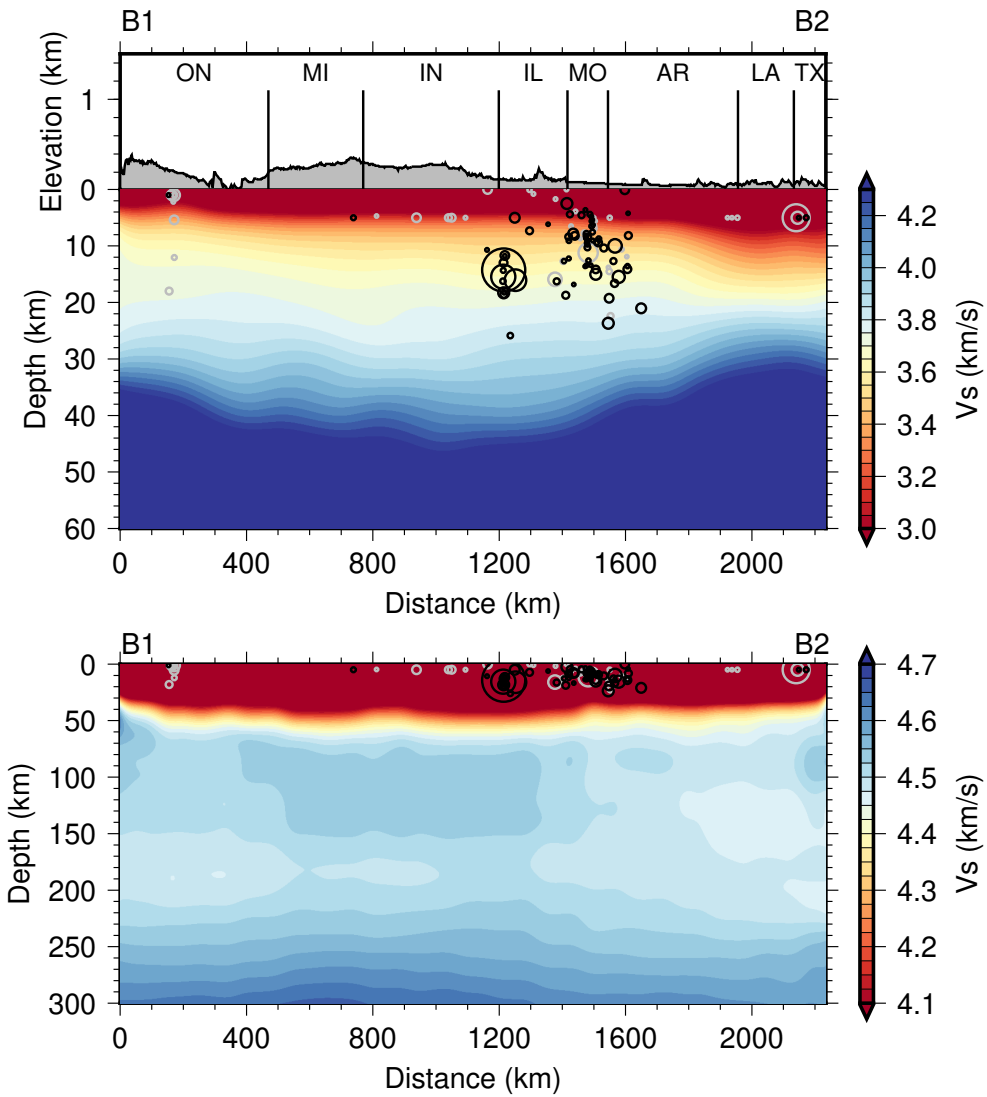 B1 B2
ON MI IN IL MO AR LA TX
Elevation (km)
1
0
0
10
20
30
40
50
60
Depth (km)
0 400 800 1200 1600 2000
Distance (km)
4.2
4.0
3.8
3.6
3.4
3.2
3.0
Vs (km/s)
B1 B2
0
50
100
150
200
250
300
Depth (km)
0 400 800 1200 1600 2000
Distance (km)
4.7
4.6
4.5
4.4
4.3
4.2
4.1
Vs (km/s)